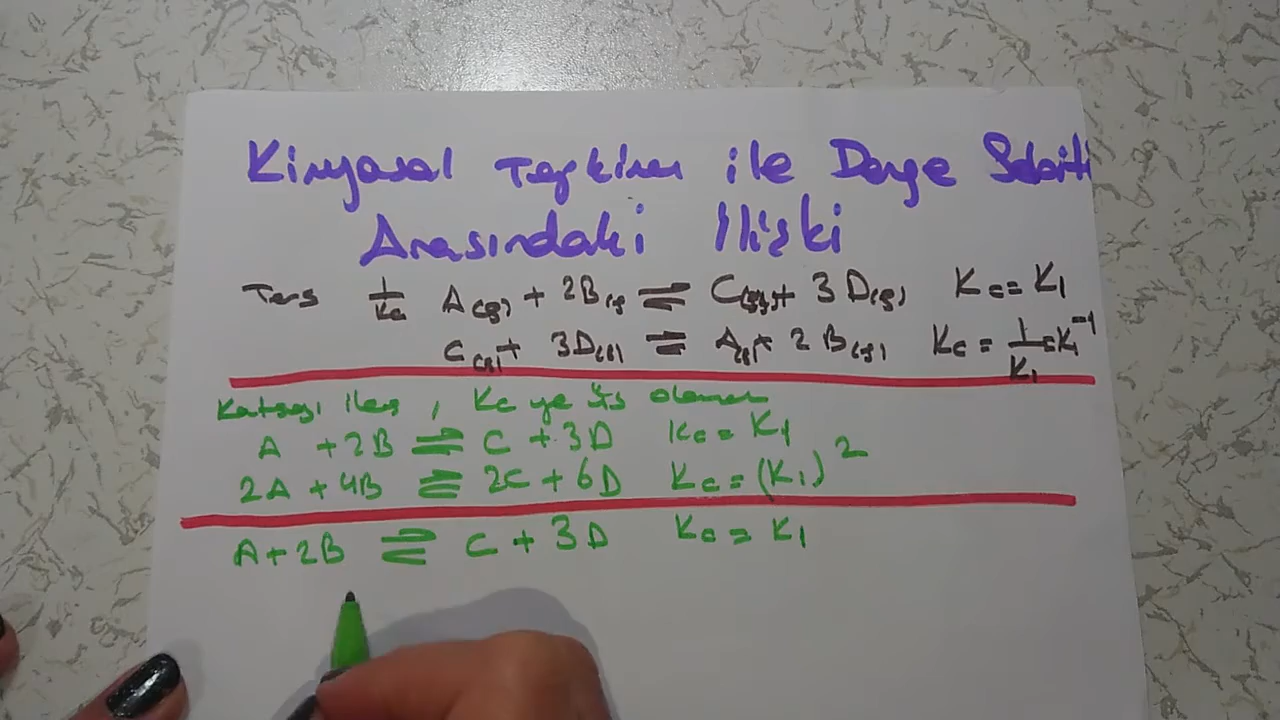 Kimyasal Tepkime ile Denge Sabiti
Arasındaki İlişki
Ters 1/Kc A(g) + 2B(g) ⇌ C(g) + 3D(g) Kc = K1
C(g) + 3D(g) ⇌ A(g) + 2B(g) Kc = 1/K1 = K1^-1
Katsayı ile, Kc ye üs olarak
A + 2B ⇌ C + 3D Kc = K1
2A + 4B ⇌ 2C + 6D Kc = (K1)^2
A + 2B ⇌ C + 3D Kc = K1